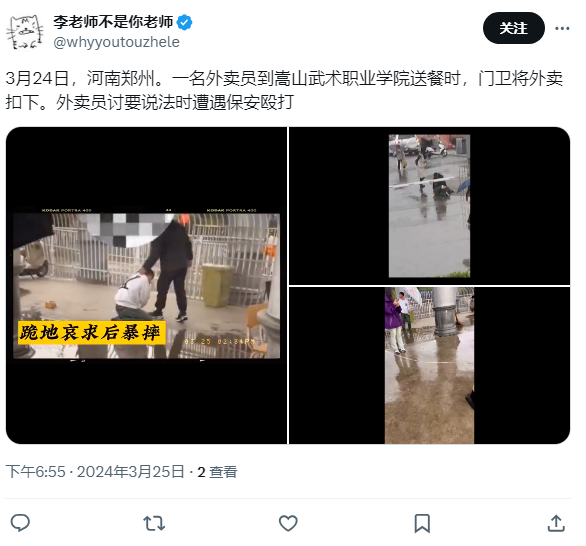 李老师不是你老师
@whyyoutouzhele
关注
3月24日，河南郑州。一名外卖员到嵩山武术职业学院送餐时，门卫将外卖
扣下。外卖员讨要说法时遭遇保安殴打
KODAK PORTRA 400
44
KODAK PORTRA 400
跪地哀求后暴摔
下午6:55 · 2024年3月25日 · 2 查看